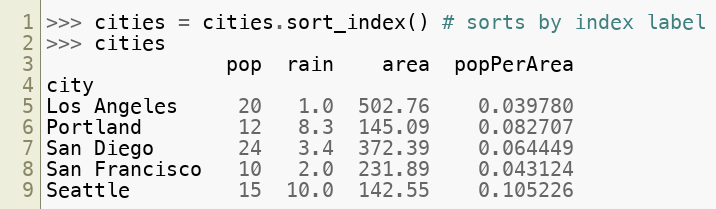 1 >>> cities = cities.sort_index() # sorts by index label
2 >>> cities
3                pop  rain    area  popPerArea
4 city
5 Los Angeles     20   1.0  502.76    0.039780
6 Portland        12   8.3  145.09    0.082707
7 San Diego       24   3.4  372.39    0.064449
8 San Francisco   10   2.0  231.89    0.043124
9 Seattle         15  10.0  142.55    0.105226